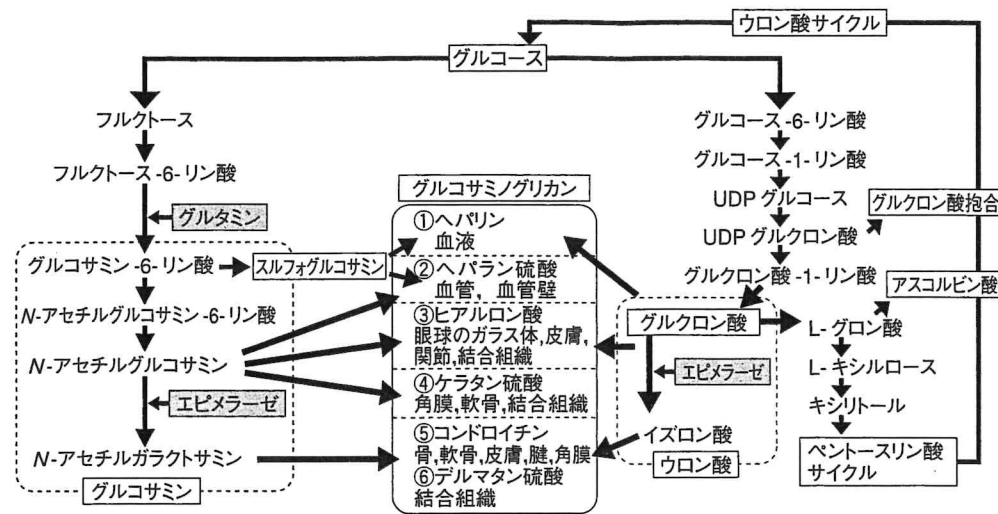 ウロン酸サイクル
グルコース
フルクトース
フルクトース-6-リン酸
グルタミン
グルコサミン-6-リン酸
スルフォグルコサミン
N-アセチルグルコサミン-6-リン酸
N-アセチルグルコサミン
エピメラーゼ
N-アセチルガラクトサミン
グルコサミン
グルコサミノグリカン
①ヘパリン
血液
②ヘパラン硫酸
血管, 血管壁
③ヒアルロン酸
眼球のガラス体,皮膚,
関節,結合組織
④ケラタン硫酸
角膜,軟骨,結合組織
⑤コンドロイチン
骨,軟骨,皮膚,腱,角膜
⑥デルマタン硫酸
結合組織
グルコース-6-リン酸
グルコース-1-リン酸
UDPグルコース
グルクロン酸抱合
UDPグルクロン酸
グルクロン酸-1-リン酸
アスコルビン酸
グルクロン酸
L-グロン酸
エピメラーゼ
L-キシルロース
キシリトール
イズロン酸
ウロン酸
ペントースリン酸
サイクル